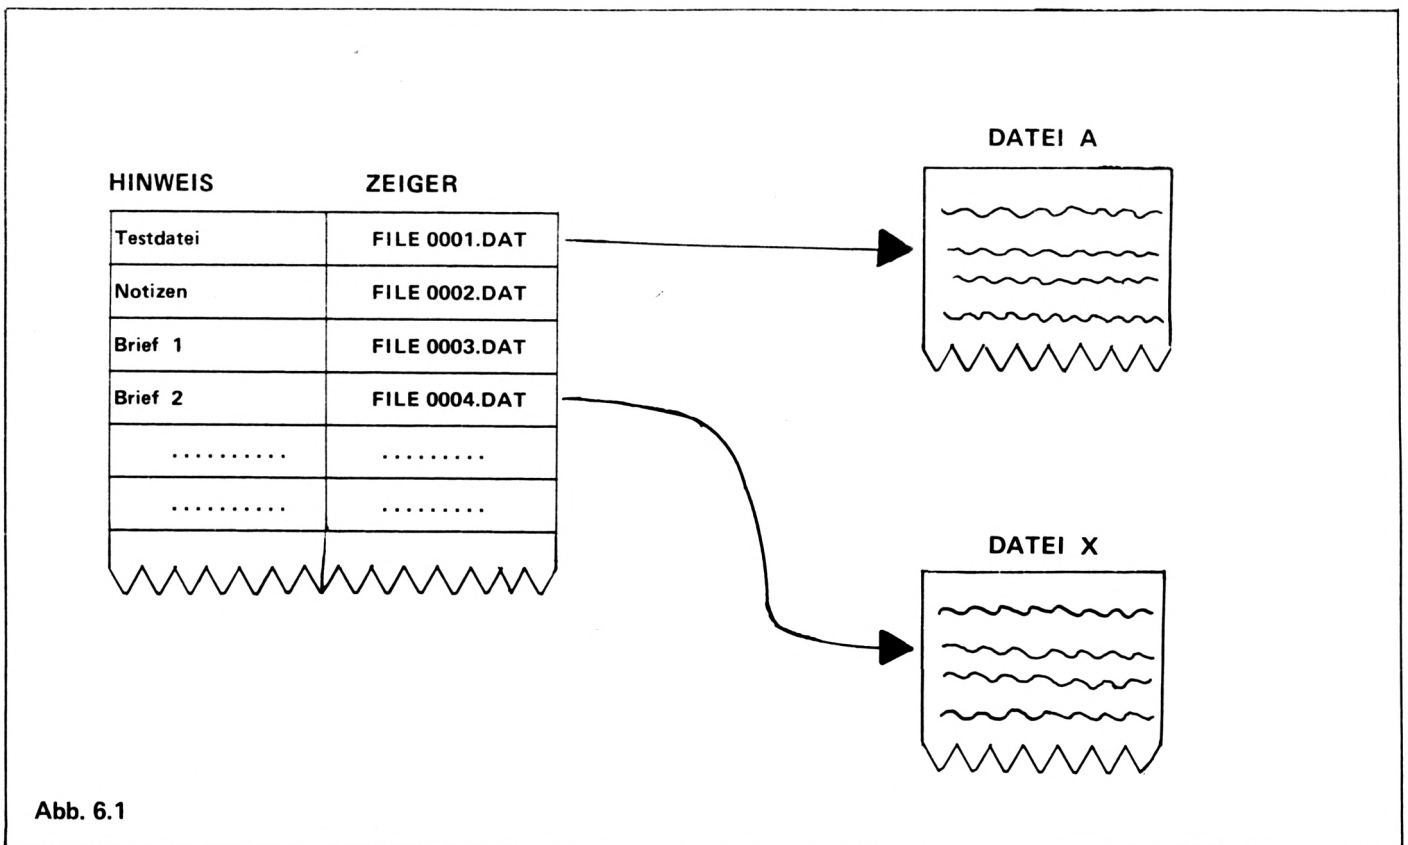 DATEI A
HINWEIS ZEIGER
Testdatei FILE 0001.DAT
Notizen FILE 0002.DAT
Brief 1 FILE 0003.DAT
Brief 2 FILE 0004.DAT
.......... .........
.......... .........
DATEI X
Abb. 6.1